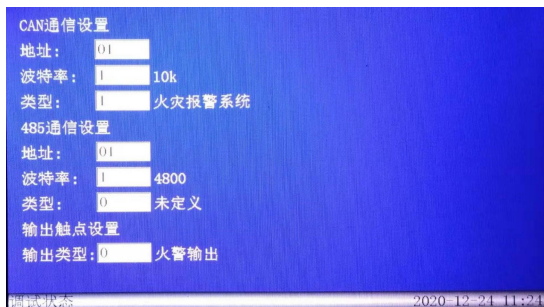 CAN通信设置
地址： 01
波特率： 1 10k
类型： 1 火灾报警系统
485通信设置
地址： 01
波特率： 1 4800
类型： 0 未定义
输出触点设置
输出类型: 0 火警输出
调试状态 2020-12-24 11:24